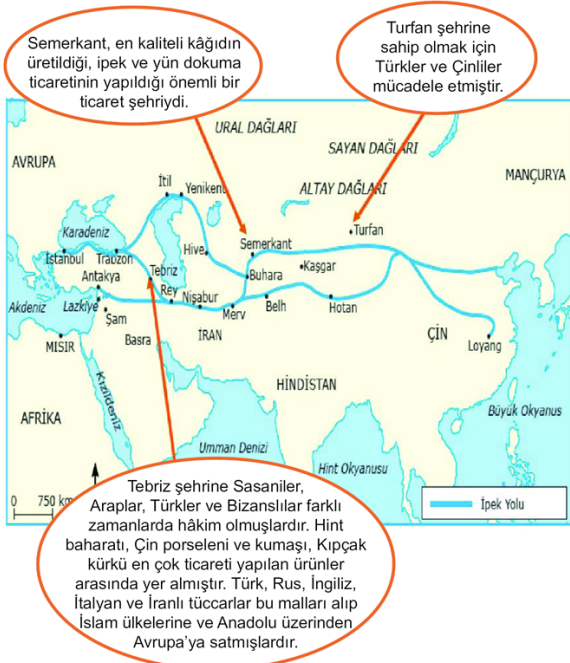 Semerkant, en kaliteli kâğıdın
üretildiği, ipek ve yün dokuma
ticaretinin yapıldığı önemli bir
ticaret şehriydi.
Turfan şehrine
sahip olmak için
Türkler ve Çinliler
mücadele etmiştir.
URAL DAĞLARI
SAYAN DAĞLARI
AVRUPA
MANÇURYA
ALTAY DAĞLARI
İtil
Yenikent
Karadeniz
Turfan
İstanbul
Trabzon
Hive
Semerkant
Kaşgar
Antakya
Tebriz
Buhara
Rey
Nişabur
Akdeniz
Lazkiye
Merv
Belh
Hotan
Şam
ÇİN
MISIR
Basra
İRAN
Loyang
HİNDİSTAN
Kızıldeniz
Büyük Okyanus
AFRİKA
Umman Denizi
Hint Okyanusu
0 750 km
İpek Yolu
Tebriz şehrine Sasaniler,
Araplar, Türkler ve Bizanslılar farklı
zamanlarda hâkim olmuşlardır. Hint
baharatı, Çin porseleni ve kumaşı, Kıpçak
kürkü en çok ticareti yapılan ürünler
arasında yer almıştır. Türk, Rus, İngiliz,
İtalyan ve İranlı tüccarlar bu malları alıp
İslam ülkelerine ve Anadolu üzerinden
Avrupa’ya satmışlardır.